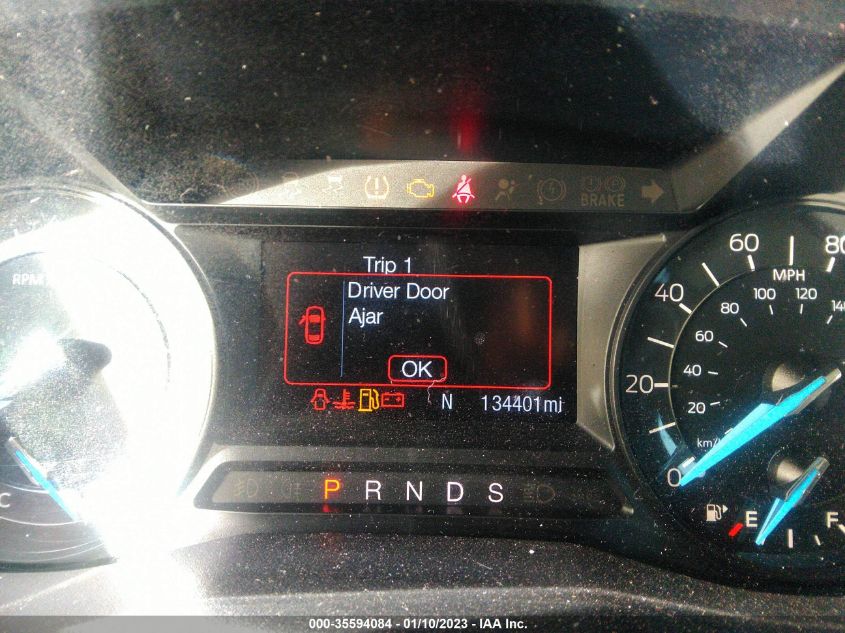 BRAKE
Trip 1
Driver Door
Ajar
OK
N 134401mi
P R N D S
RPM
C
0 20 40 60 80
MPH
20 40 60 80 100 120
km/
E F
000-35594084 - 01/10/2023 - IAA Inc.